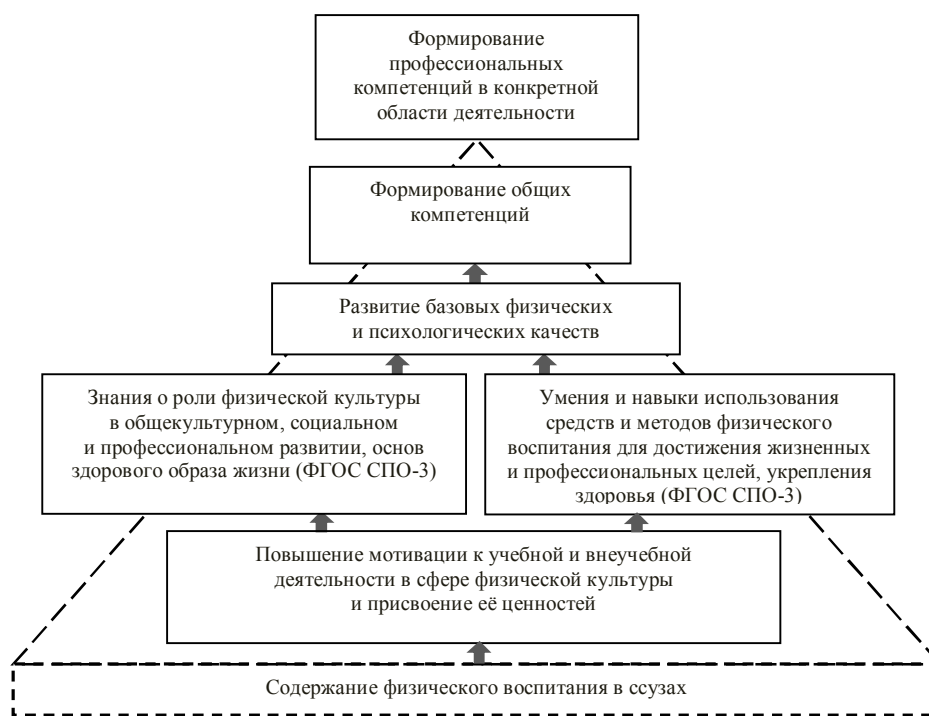 Формирование
профессиональных
компетенций в конкретной
области деятельности
Формирование общих
компетенций
Развитие базовых физических
и психологических качеств
Знания о роли физической культуры
в общекультурном, социальном
и профессиональном развитии, основ
здорового образа жизни (ФГОС СПО-3)
Умения и навыки использования
средств и методов физического
воспитания для достижения жизненных
и профессиональных целей, укрепления
здоровья (ФГОС СПО-3)
Повышение мотивации к учебной и внеучебной
деятельности в сфере физической культуры
и присвоение её ценностей
Содержание физического воспитания в ссузах